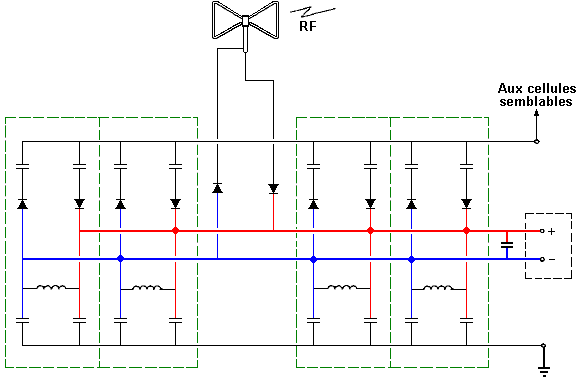 RF
Aux cellules
semblables
+
−